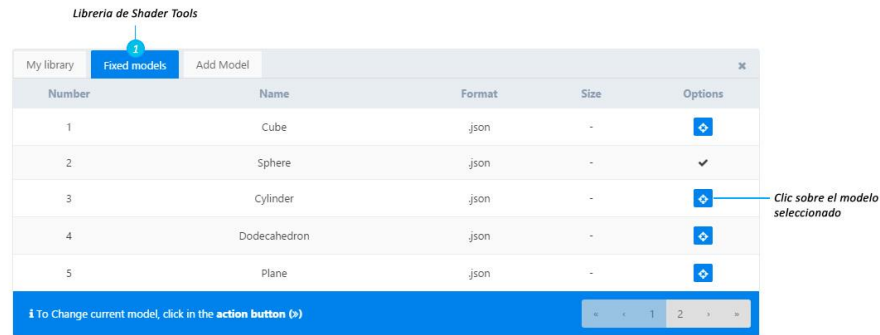 Libreria de Shader Tools
1
My library Fixed models Add Model ×
Number Name Format Size Options
1 Cube .json -
2 Sphere .json - ✔
3 Cylinder .json -
Clic sobre el modelo
seleccionado
4 Dodecahedron .json -
5 Plane .json -
i To Change current model, click in the action button (») « ‹ 1 2 › »